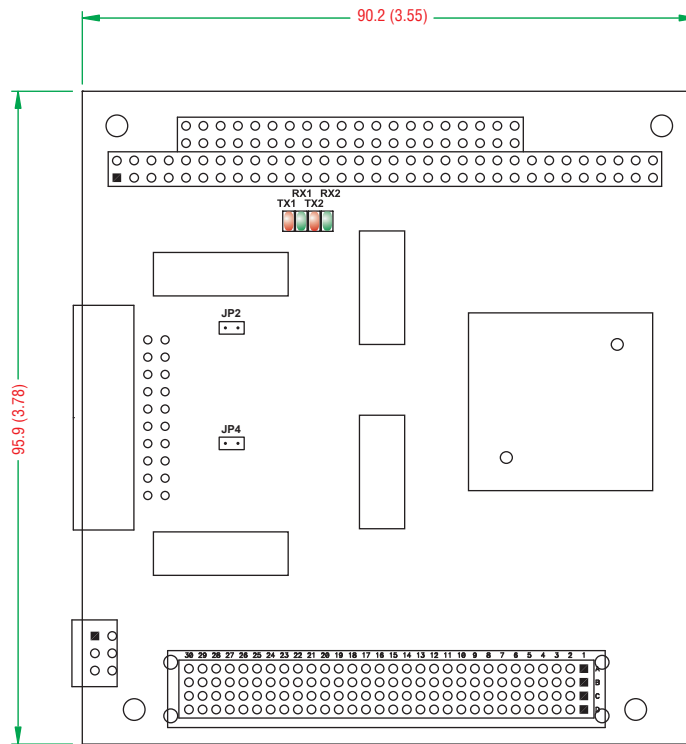 90.2 (3.55)
RX1 RX2
TX1 TX2
JP2
95.9 (3.78)
JP4
30 29 28 27 26 25 24 23 22 21 20 19 18 17 16 15 14 13 12 11 10 9 8 7 6 5 4 3 2 1
A
B
C
D